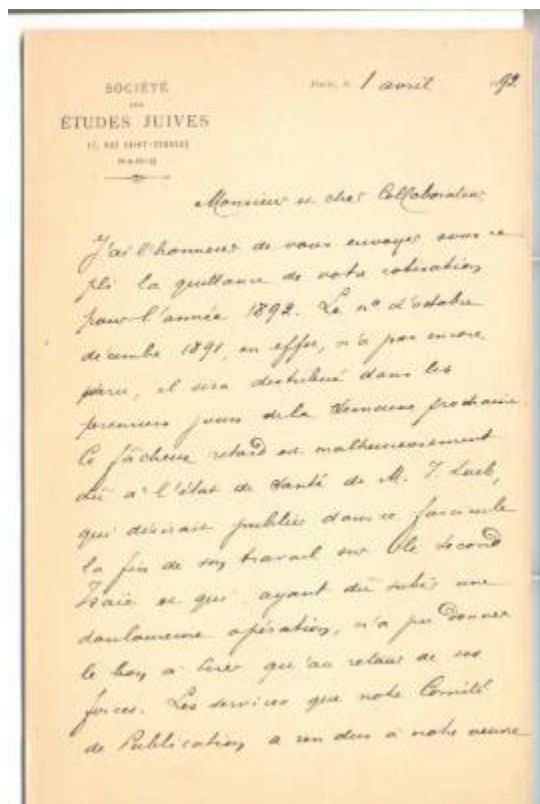 SOCIÉTÉ
DES
ÉTUDES JUIVES
17, RUE SAINT-GEORGES
PARIS
Paris, le 1 avril 1892
Monsieur et cher Collaborateur
J'ai l'honneur de vous envoyer sous ce
pli la quittance de votre cotisation
pour l'année 1892. Le nº d'octobre
décembre 1891, en effet, n'a pas encore
paru, il sera distribué dans les
premiers jours de la semaine prochaine.
Ce fâcheux retard est malheureusement
dû à l'état de santé de M. I. Loeb,
qui désirait publier dans ce fascicule
la fin de son travail sur le second
Isaïe et qui ayant dû subir une
douloureuse opération, n'a pu donner
le bon à tirer qu'au retour de ses
forces. Les services que notre Comité
de Publication a rendus à notre oeuvre